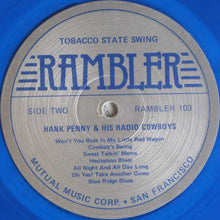 TOBACCO STATE SWING
RAMBLER
SIDE TWO
RAMBLER 103
HANK PENNY & HIS RADIO COWBOYS
Won't You Ride In My Little Red Wagon
Cowboy's Swing
Sweet Talkin' Mama
Hesitation Blues
All Night And All Day Long
Oh Yes? Take Another Guess
Blue Ridge Blues
MUTUAL MUSIC CORP. • SAN FRANCISCO